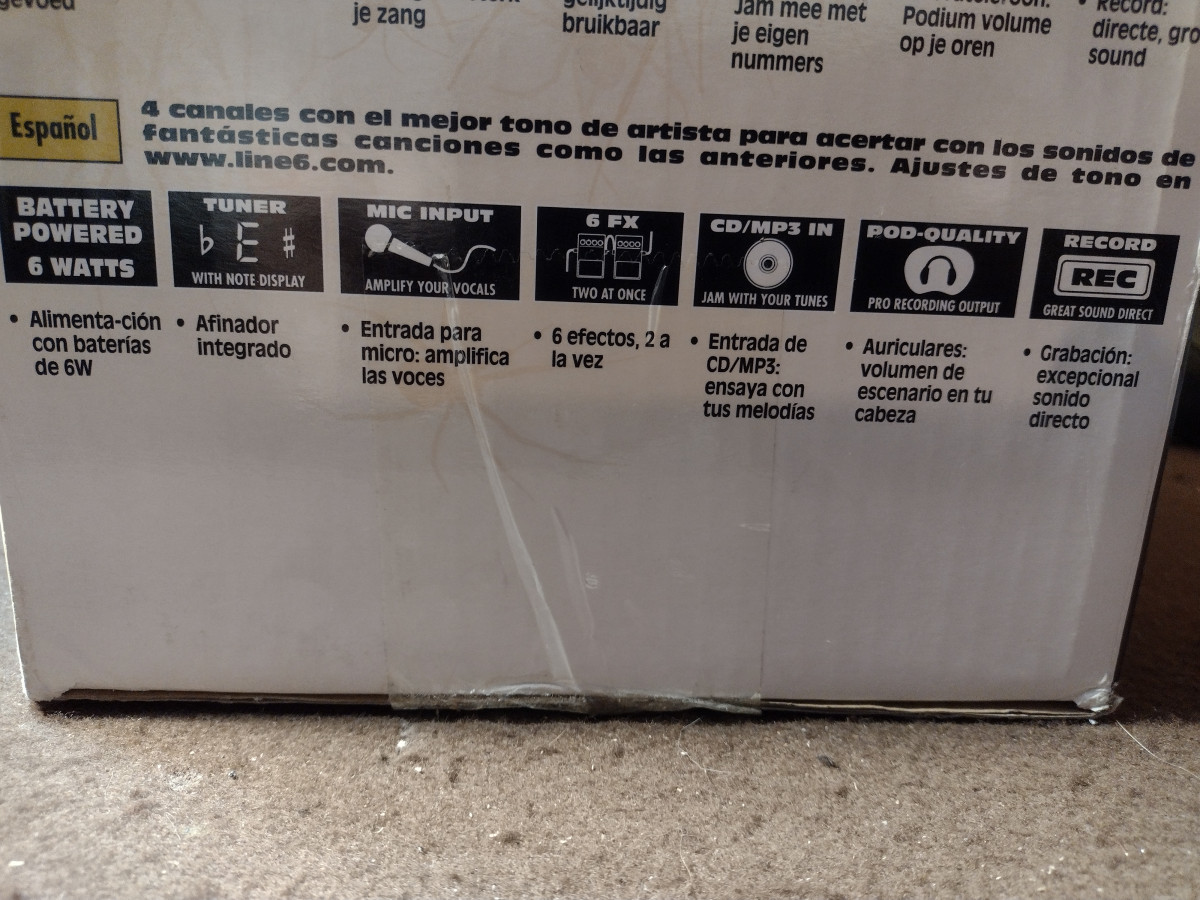 je zang
bruikbaar
Jam mee met
je eigen
nummers
Podium volume
op je oren
• Record:
directe, gro
sound
Español
4 canales con el mejor tono de artista para acertar con los sonidos de
fantásticas canciones como las anteriores. Ajustes de tono en
www.line6.com.
BATTERY
POWERED
6 WATTS
TUNER
♭ E ♯
WITH NOTE DISPLAY
MIC INPUT
AMPLIFY YOUR VOCALS
6 FX
TWO AT ONCE
CD/MP3 IN
JAM WITH YOUR TUNES
POD-QUALITY
PRO RECORDING OUTPUT
RECORD
REC
GREAT SOUND DIRECT
• Alimenta-ción
con baterías
de 6W
• Afinador
integrado
• Entrada para
micro: amplifica
las voces
• 6 efectos, 2 a
la vez
• Entrada de
CD/MP3:
ensaya con
tus melodías
• Auriculares:
volumen de
escenario en tu
cabeza
• Grabación:
excepcional
sonido
directo